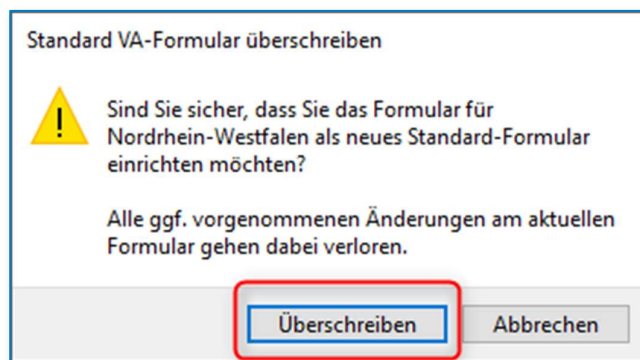 Standard VA-Formular überschreiben
Sind Sie sicher, dass Sie das Formular für
Nordrhein-Westfalen als neues Standard-Formular
einrichten möchten?
Alle ggf. vorgenommenen Änderungen am aktuellen
Formular gehen dabei verloren.
Überschreiben
Abbrechen